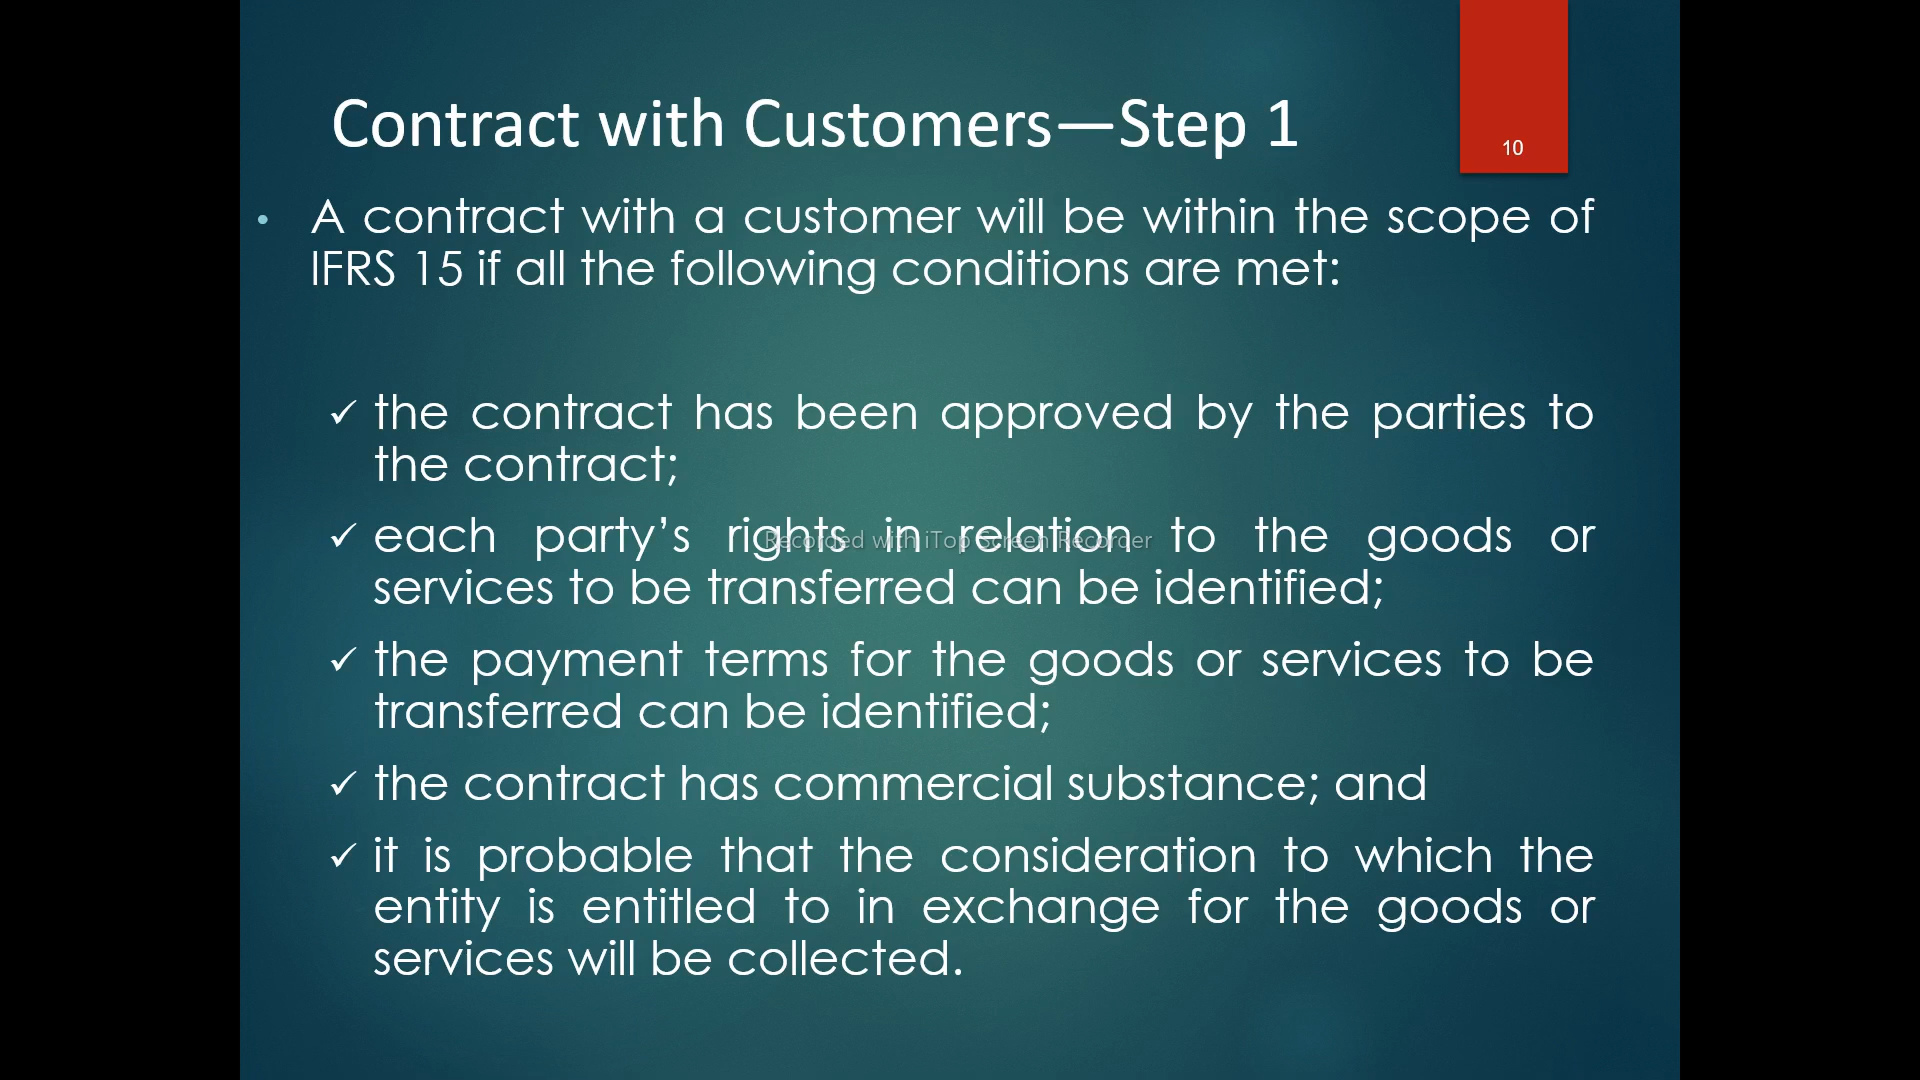 Contract with Customers—Step 1
10
• A contract with a customer will be within the scope of
IFRS 15 if all the following conditions are met:
✓ the contract has been approved by the parties to
the contract;
✓ each party’s rights in relation to the goods or
services to be transferred can be identified;
Recorded with iTop Screen Recorder
✓ the payment terms for the goods or services to be
transferred can be identified;
✓ the contract has commercial substance; and
✓ it is probable that the consideration to which the
entity is entitled to in exchange for the goods or
services will be collected.